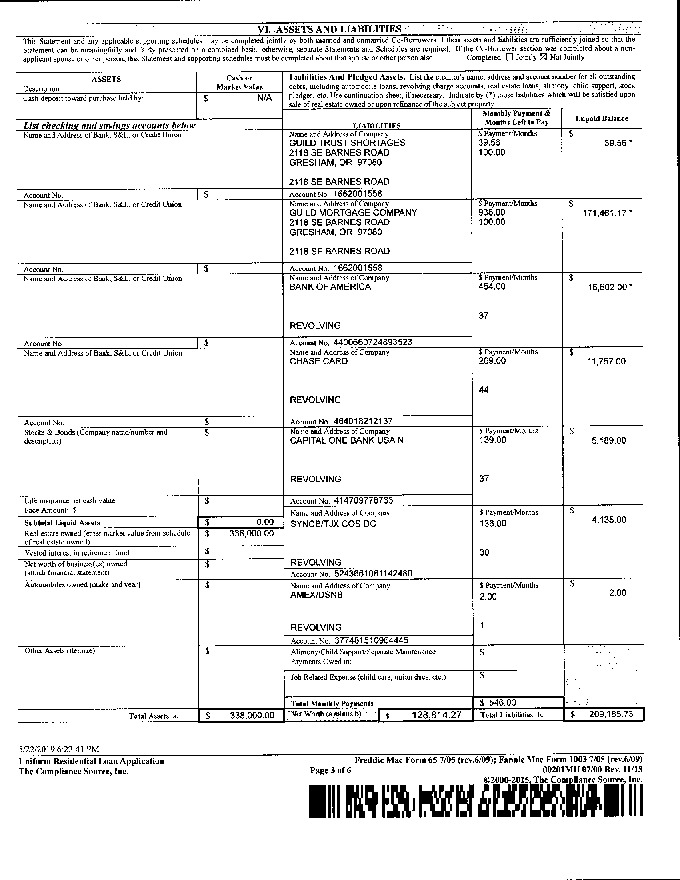 VI. ASSETS AND LIABILITIES
This Statement and any applicable supporting schedules may be completed jointly by both married and unmarried Co-Borrowers if their assets and liabilities are sufficiently joined so that the
Statement can be meaningfully and fairly presented on a combined basis; otherwise, separate Statements and Schedules are required. If the Co-Borrower section was completed about a non-
applicant spouse or other person, this Statement and supporting schedules must be completed about that spouse or other person also.
Completed Jointly Not Jointly
ASSETS
Description
Cash or
Market Value
Cash deposit toward purchase held by:
$ N/A
Liabilities And Pledged Assets. List the creditor's name, address and account number for all outstanding
debts, including automobile loans, revolving charge accounts, real estate loans, alimony, child support, stock
pledges, etc. Use continuation sheet, if necessary. Indicate by (*) those liabilities which will be satisfied upon
sale of real estate owned or upon refinance of the subject property.
LIABILITIES
Monthly Payment &
Months Left to Pay
Unpaid Balance
List checking and savings accounts below
Name and Address of Bank, S&L, or Credit Union
Name and Address of Company
GUILD TRUST SHORTAGES
2118 SE BARNES ROAD
GRESHAM, OR 97080
2118 SE BARNES ROAD
$ Payment/Months
39.56
100.00
$ 39.56 *
Account No. $
Account No. 1662001558
Name and Address of Bank, S&L, or Credit Union
Name and Address of Company
GUILD MORTGAGE COMPANY
2118 SE BARNES ROAD
GRESHAM, OR 97080
2118 SE BARNES ROAD
$ Payment/Months
938.00
100.00
$ 171,461.17 *
Account No. $
Account No. 1662001558
Name and Address of Bank, S&L, or Credit Union
Name and Address of Company
BANK OF AMERICA
REVOLVING
$ Payment/Months
454.00
37
$ 16,602.00 *
Account No. $
Account No.
Name and Address of Bank, S&L, or Credit Union
Name and Address of Company
CHASE CARD
REVOLVING
$ Payment/Months
269.00
44
$ 11,757.00
Account No. $
Account No. 464018212137
Stocks & Bonds (Company name/number and
description)
$
Name and Address of Company
CAPITAL ONE BANK USA N
REVOLVING
$ Payment/Months
139.00
37
$ 5,189.00
Life insurance net cash value
Face Amount: $
$
Account No. 414709778735
Subtotal Liquid Assets
$ 0.00
Name and Address of Company
SYNCB/TJX COS DC
REVOLVING
$ Payment/Months
138.00
30
$ 4,135.00
Real estate owned (enter market value from schedule
of real estate owned)
$ 338,000.00
Vested interest in retirement fund
$
Net worth of business(es) owned
(attach financial statement)
$
Account No. 5243661061142480
Automobiles owned (make and year)
$
Name and Address of Company
AMEX/DSNB
REVOLVING
$ Payment/Months
2.00
1
$ 2.00
Account No. 377481510964445
Other Assets (itemize)
$
Alimony/Child Support/Separate Maintenance
Payments Owed to:
$
Job Related Expense (child care, union dues, etc.)
$
Total Monthly Payments
$ 546.00
Total Assets a.
$ 338,000.00
Net Worth (a minus b)
$ 128,814.27
Total Liabilities b.
$ 209,185.73
5/22/2019 6:23:41 PM
Uniform Residential Loan Application
The Compliance Source, Inc.
Page 3 of 6
Freddie Mac Form 65 7/05 (rev.6/09); Fannie Mae Form 1003 7/05 (rev.6/09)
00201MU 07/00 Rev. 11/15
©2000-2015, The Compliance Source, Inc.